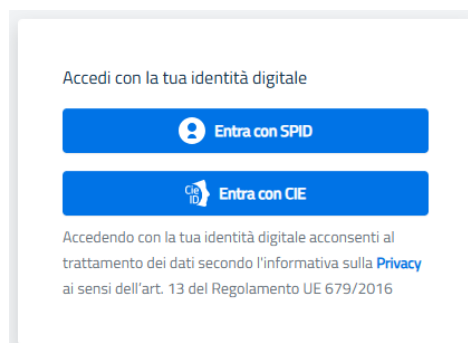 Accedi con la tua identità digitale
Entra con SPID
Cie
ID
Entra con CIE
Accedendo con la tua identità digitale acconsenti al
trattamento dei dati secondo l'informativa sulla Privacy
ai sensi dell'art. 13 del Regolamento UE 679/2016